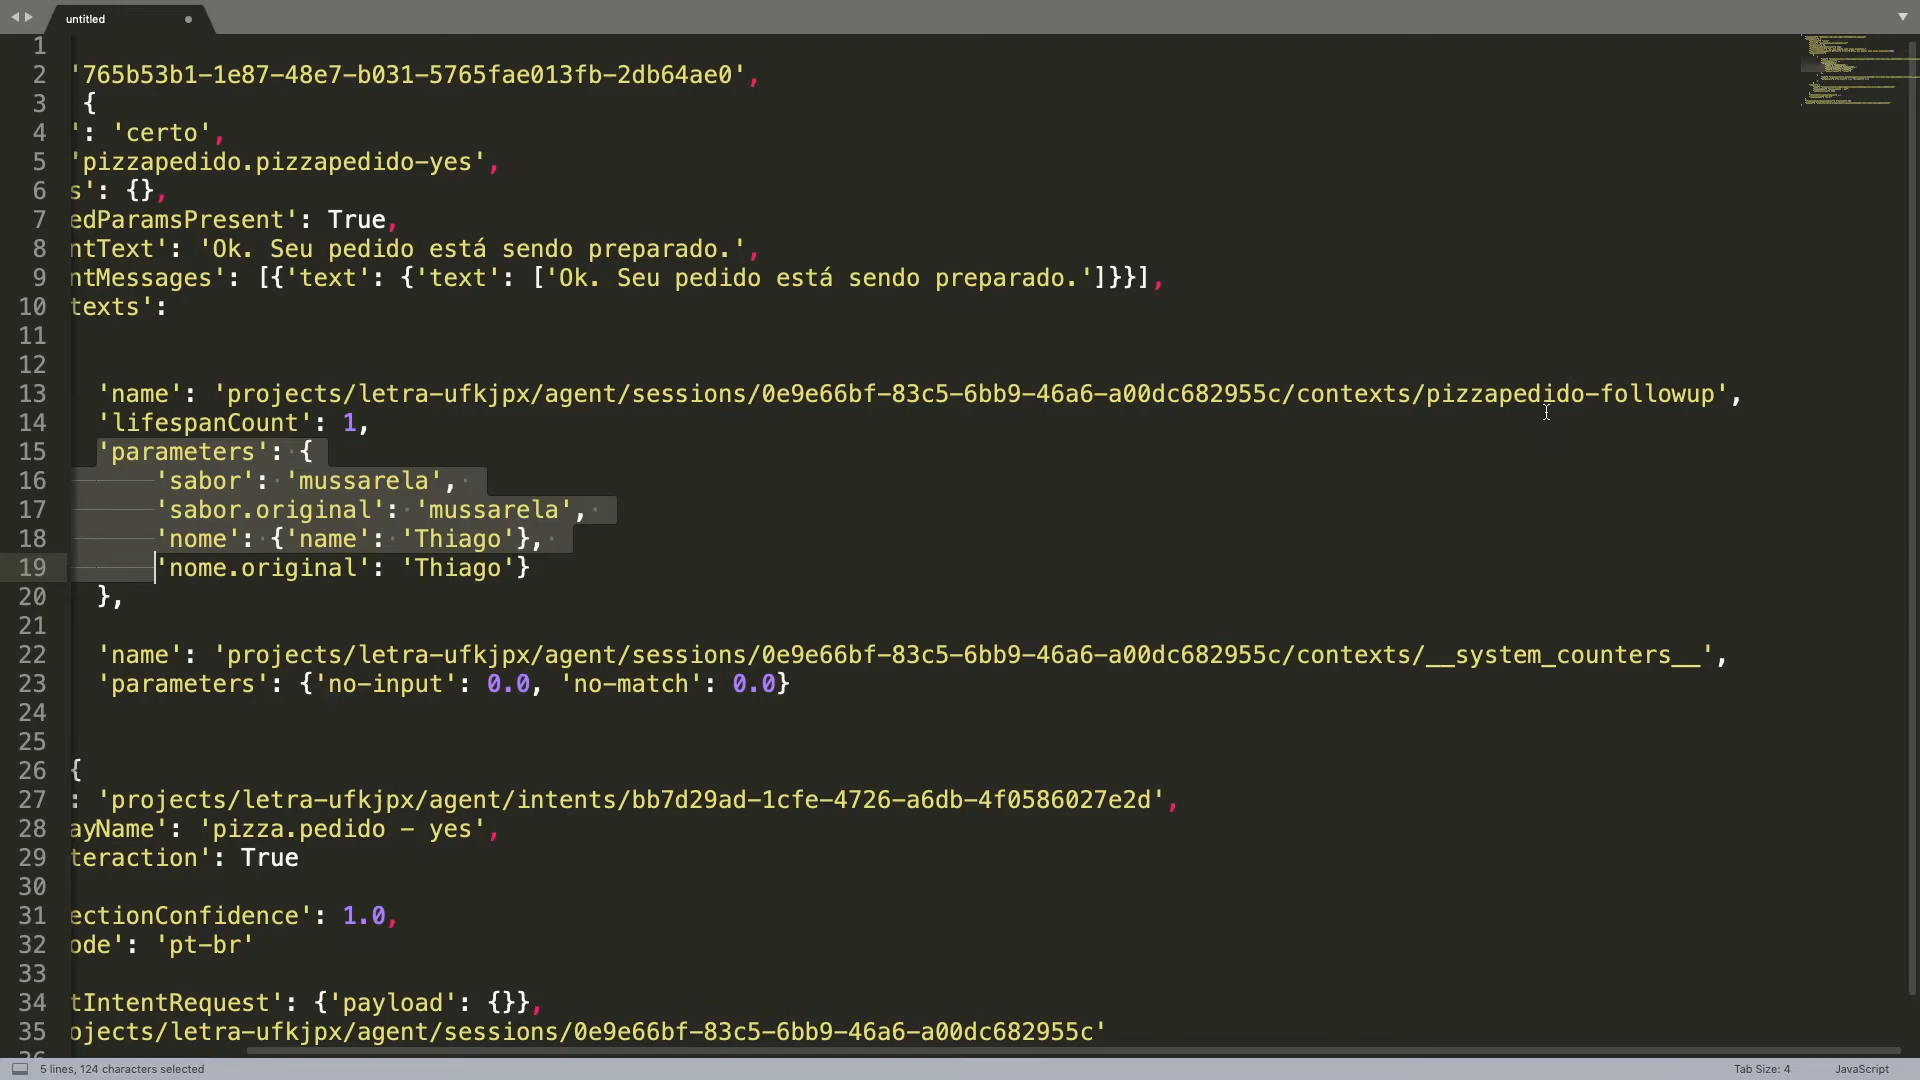 untitled
1
2 '765b53b1-1e87-48e7-b031-5765fae013fb-2db64ae0',
3 {
4 ': 'certo',
5 'pizzapedido.pizzapedido-yes',
6 s': {},
7 edParamsPresent': True,
8 ntText': 'Ok. Seu pedido está sendo preparado.',
9 ntMessages': [{'text': {'text': ['Ok. Seu pedido está sendo preparado.']}}],
10 texts':
11
12
13 'name': 'projects/letra-ufkjpx/agent/sessions/0e9e66bf-83c5-6bb9-46a6-a00dc682955c/contexts/pizzapedido-followup',
14 'lifespanCount': 1,
15 'parameters': {
16 'sabor': 'mussarela',
17 'sabor.original': 'mussarela',
18 'nome': {'name': 'Thiago'},
19 'nome.original': 'Thiago'}
20 },
21
22 'name': 'projects/letra-ufkjpx/agent/sessions/0e9e66bf-83c5-6bb9-46a6-a00dc682955c/contexts/__system_counters__',
23 'parameters': {'no-input': 0.0, 'no-match': 0.0}
24
25
26 {
27 : 'projects/letra-ufkjpx/agent/intents/bb7d29ad-1cfe-4726-a6db-4f0586027e2d',
28 ayName': 'pizza.pedido - yes',
29 teraction': True
30
31 ectionConfidence': 1.0,
32 ode': 'pt-br'
33
34 tIntentRequest': {'payload': {}},
35 ojects/letra-ufkjpx/agent/sessions/0e9e66bf-83c5-6bb9-46a6-a00dc682955c'
5 lines, 124 characters selected
Tab Size: 4
JavaScript